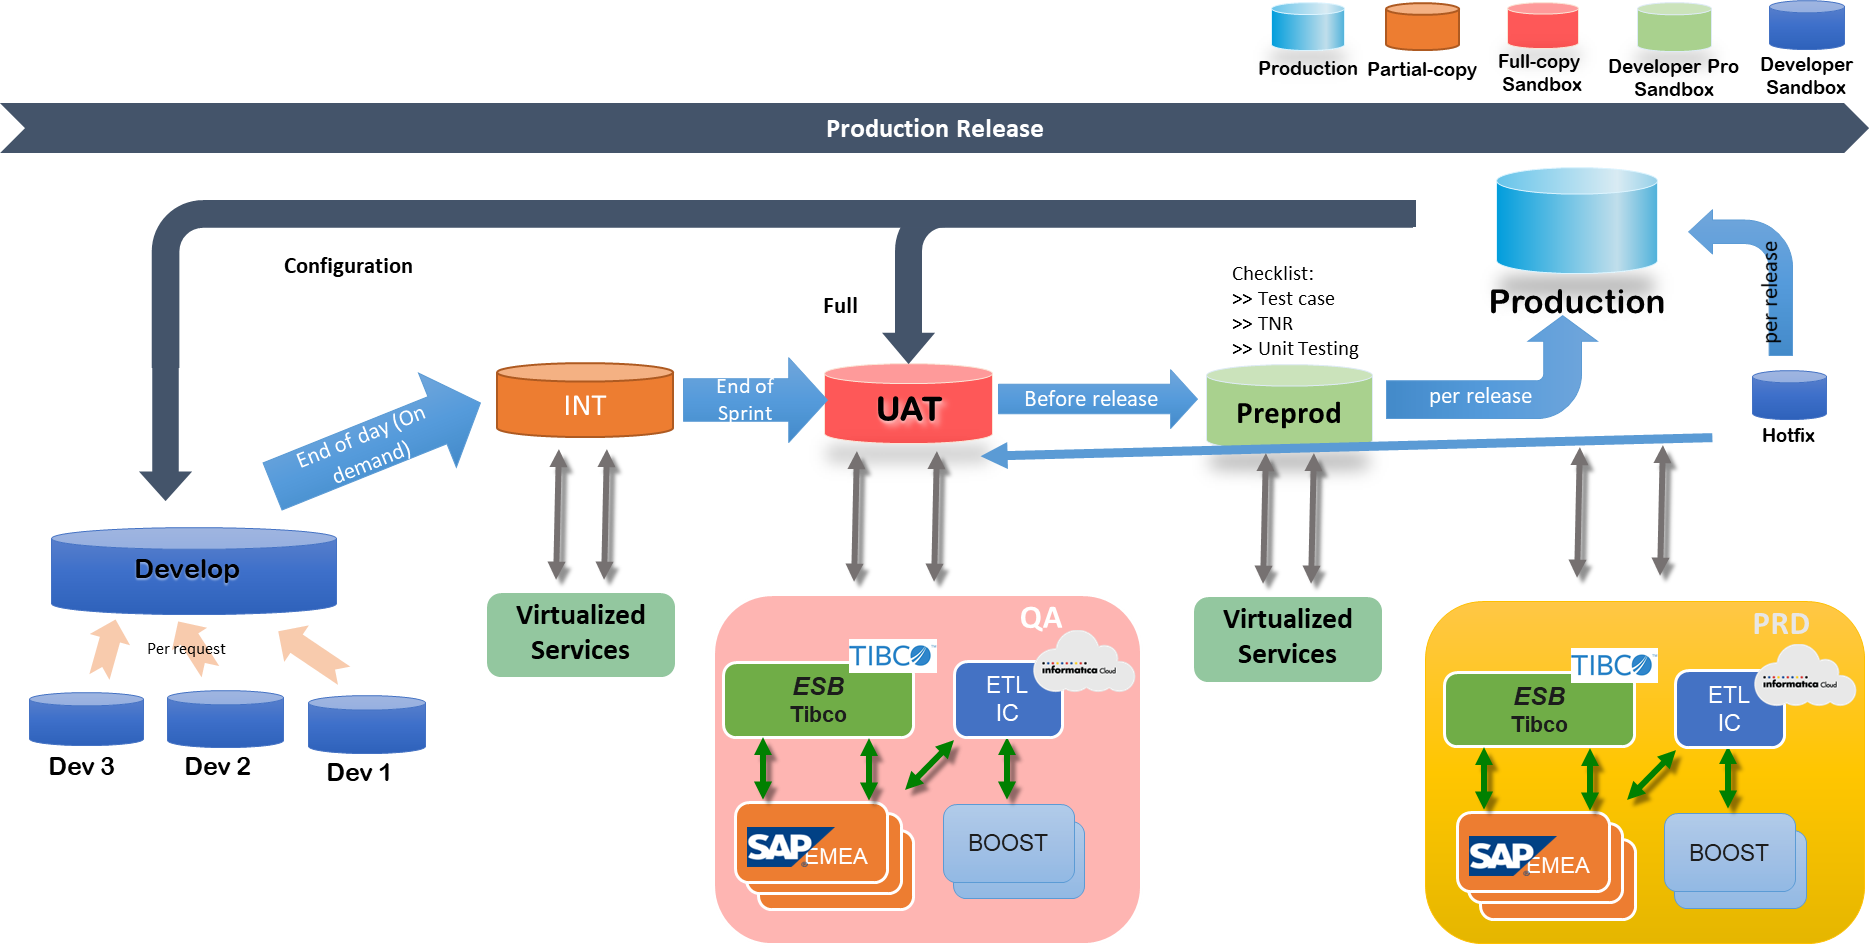 Production
Partial-copy
Full-copy
Sandbox
Developer Pro
Sandbox
Developer
Sandbox
Production Release
Configuration
Full
Checklist:
>> Test case
>> TNR
>> Unit Testing
Production
per release
Hotfix
End of day (On
demand)
INT
End of
Sprint
UAT
Before release
Preprod
per release
Develop
Per request
Dev 3
Dev 2
Dev 1
Virtualized
Services
QA
TIBCO™
ESB
Tibco
ETL
IC
informatica Cloud
SAP
EMEA
BOOST
Virtualized
Services
PRD
TIBCO™
ESB
Tibco
ETL
IC
informatica Cloud
SAP
EMEA
BOOST